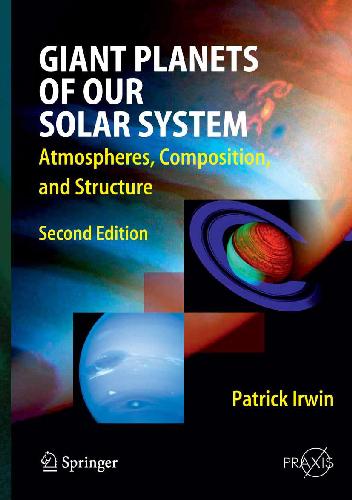 GIANT PLANETS
OF OUR
SOLAR SYSTEM
Atmospheres, Composition,
and Structure
Second Edition
Patrick Irwin
Springer
PRAXIS